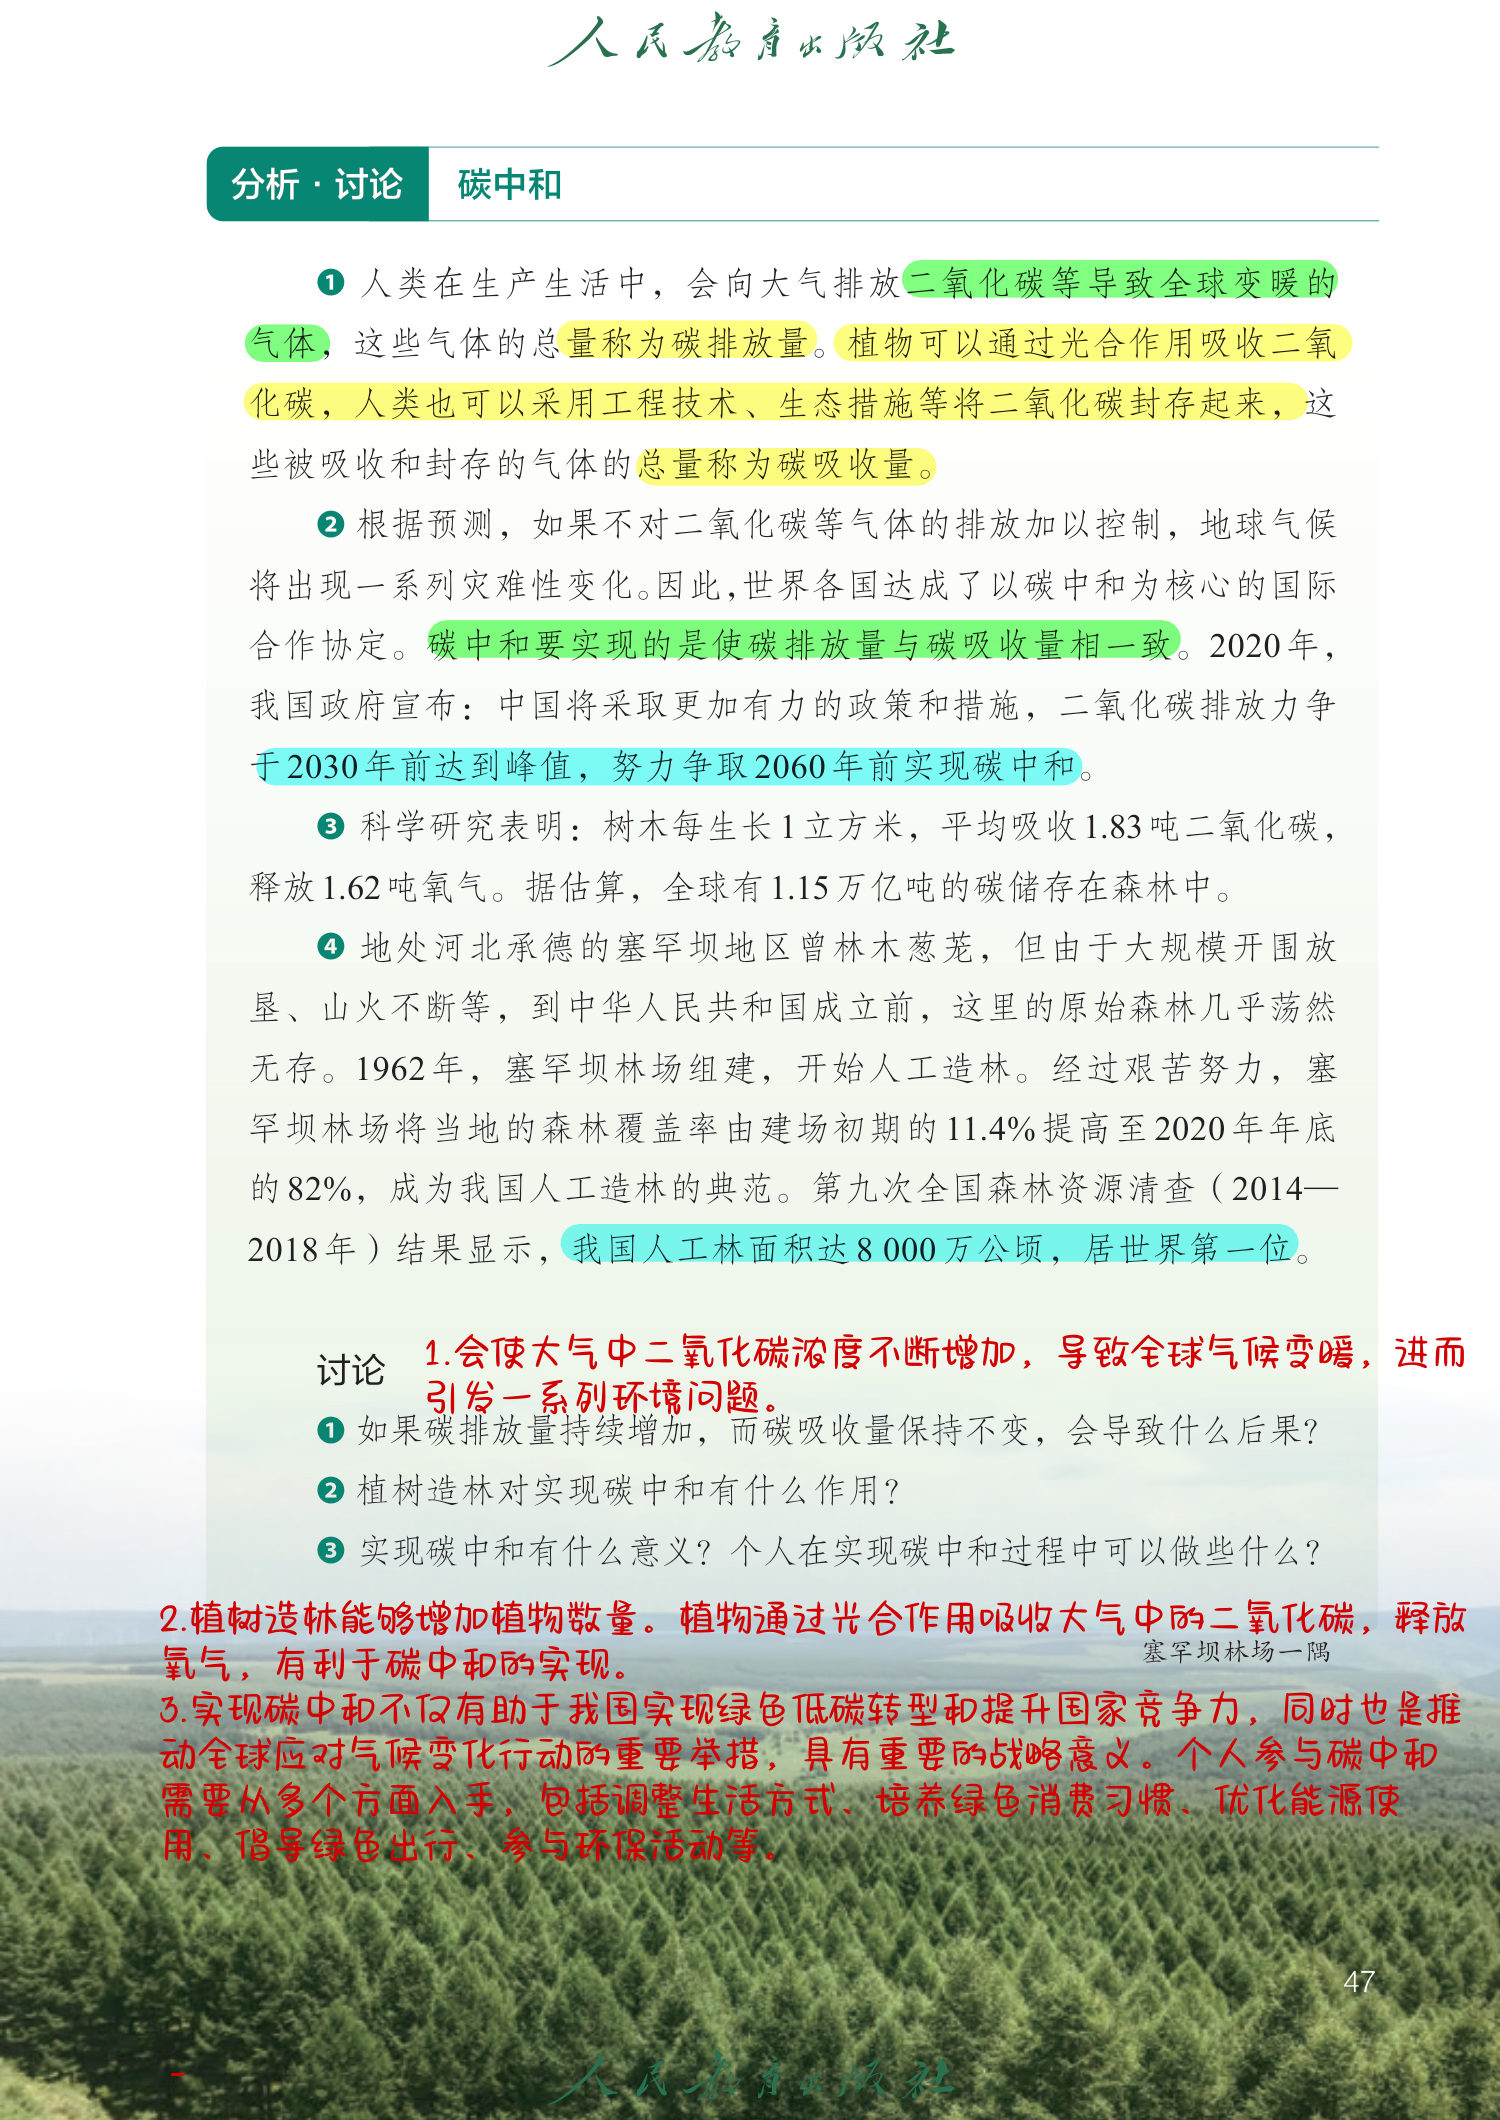 人民教育出版社
分析·讨论 碳中和
❶ 人类在生产生活中，会向大气排放二氧化碳等导致全球变暖的
气体，这些气体的总量称为碳排放量。植物可以通过光合作用吸收二氧
化碳，人类也可以采用工程技术、生态措施等将二氧化碳封存起来，这
些被吸收和封存的气体的总量称为碳吸收量。
❷ 根据预测，如果不对二氧化碳等气体的排放加以控制，地球气候
将出现一系列灾难性变化。因此，世界各国达成了以碳中和为核心的国际
合作协定。碳中和要实现的是使碳排放量与碳吸收量相一致。2020年，
我国政府宣布：中国将采取更加有力的政策和措施，二氧化碳排放力争
于2030年前达到峰值，努力争取2060年前实现碳中和。
❸ 科学研究表明：树木每生长1立方米，平均吸收1.83吨二氧化碳，
释放1.62吨氧气。据估算，全球有1.15万亿吨的碳储存在森林中。
❹ 地处河北承德的塞罕坝地区曾林木葱茏，但由于大规模开围放
垦、山火不断等，到中华人民共和国成立前，这里的原始森林几乎荡然
无存。1962年，塞罕坝林场组建，开始人工造林。经过艰苦努力，塞
罕坝林场将当地的森林覆盖率由建场初期的11.4%提高至2020年年底
的82%，成为我国人工造林的典范。第九次全国森林资源清查（2014—
2018年）结果显示，我国人工林面积达8 000万公顷，居世界第一位。
讨论
1.会使大气中二氧化碳浓度不断增加，导致全球气候变暖，进而
引发一系列环境问题。
❶ 如果碳排放量持续增加，而碳吸收量保持不变，会导致什么后果？
❷ 植树造林对实现碳中和有什么作用？
❸ 实现碳中和有什么意义？个人在实现碳中和过程中可以做些什么？
2.植树造林能够增加植物数量。植物通过光合作用吸收大气中的二氧化碳，释放
氧气，有利于碳中和的实现。
塞罕坝林场一隅
3.实现碳中和不仅有助于我国实现绿色低碳转型和提升国家竞争力，同时也是推
动全球应对气候变化行动的重要举措，具有重要的战略意义。个人参与碳中和
需要从多个方面入手，包括调整生活方式、培养绿色消费习惯、优化能源使
用、倡导绿色出行、参与环保活动等。
47
人民教育出版社